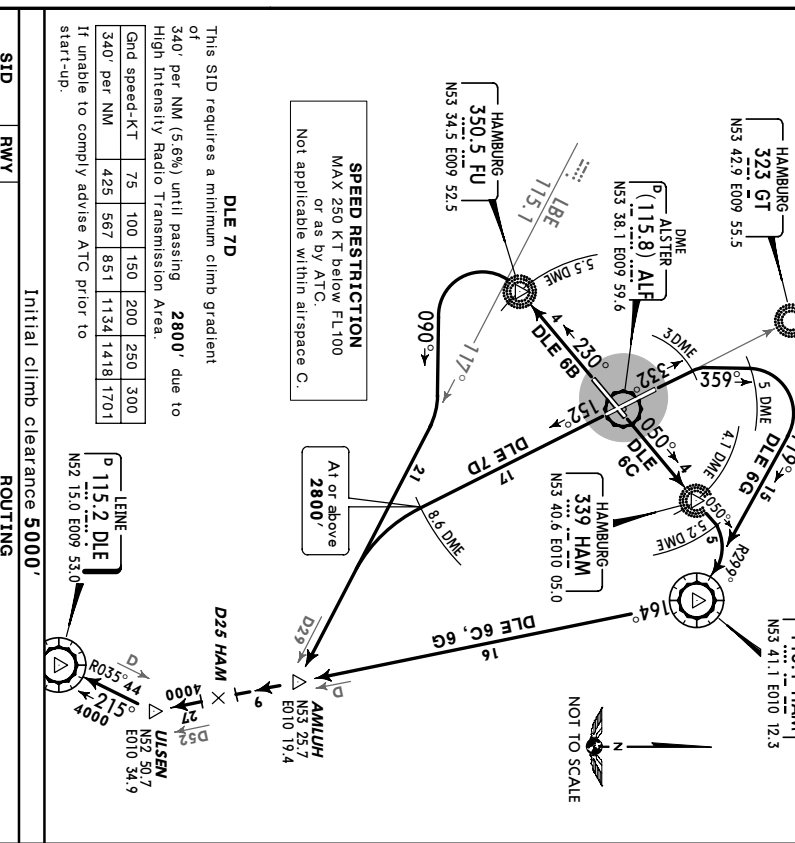 HAMBURG
323 GT
N53 42.9 E009 55.5
DME
ALSTER
D (115.8) ALF
N53 38.1 E009 59.6
HAMBURG
350.5 FU
N53 34.5 E009 52.5
LBE
115.1
117°
5.5 DME
4
230°
DLE 6B
090°
21
3 DME
332°
152°
359°
5 DME
15
DLE 6G
R299°
050°
4
DLE
6C
4.1 DME
050°
5.2 DME
5
HAMBURG
339 HAM
N53 40.6 E010 05.0
N53 41.1 E010 12.3
164°
DLE 7D
17
8.6 DME
At or above
2800'
DLE 6C, 6G
16
D29
D
AMLUH
N53 25.7
E010 19.4
9
D25 HAM
4000
27
D52
ULSEN
N52 50.7
E010 34.9
D
R035°
44
215°
4000
LEINE
D 115.2 DLE
N52 15.0 E009 53.0
N
NOT TO SCALE
SPEED RESTRICTION
MAX 250 KT below FL100
or as by ATC.
Not applicable within airspace C.
DLE 7D
This SID requires a minimum climb gradient
of
340' per NM (5.6%) until passing 2800' due to
High Intensity Radio Transmission Area.
Gnd speed-KT 75 100 150 200 250 300
340' per NM 425 567 851 1134 1418 1701
If unable to comply advise ATC prior to
start-up.
Initial climb clearance 5000'
SID RWY ROUTING